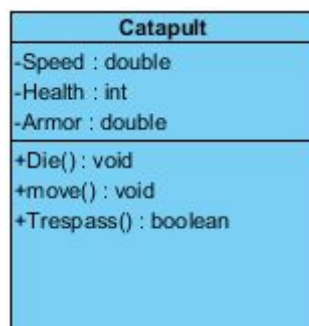 Catapult
-Speed : double
-Health : int
-Armor : double
+Die() : void
+move() : void
+Trespass() : boolean